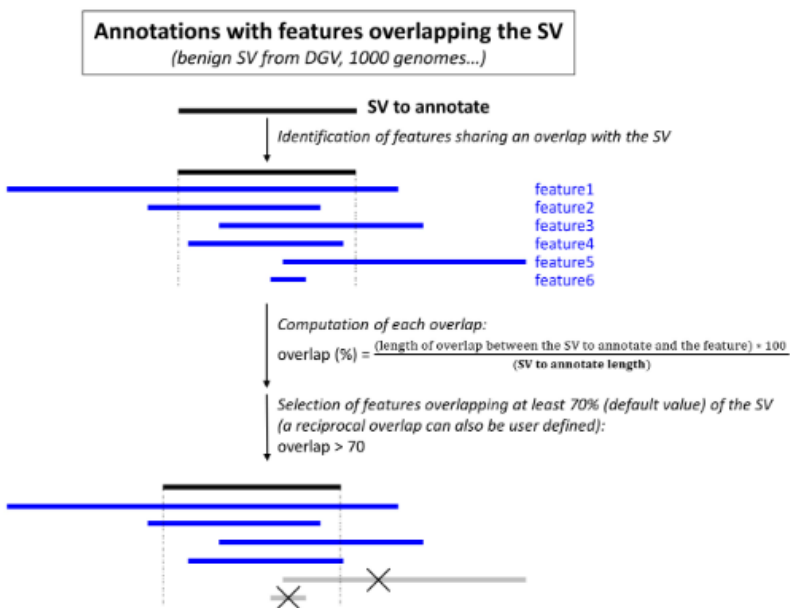 Annotations with features overlapping the SV
(benign SV from DGV, 1000 genomes...)
SV to annotate
Identification of features sharing an overlap with the SV
feature1
feature2
feature3
feature4
feature5
feature6
Computation of each overlap:
overlap (%) = (length of overlap between the SV to annotate and the feature) * 100
(SV to annotate length)
Selection of features overlapping at least 70% (default value) of the SV
(a reciprocal overlap can also be user defined):
overlap > 70